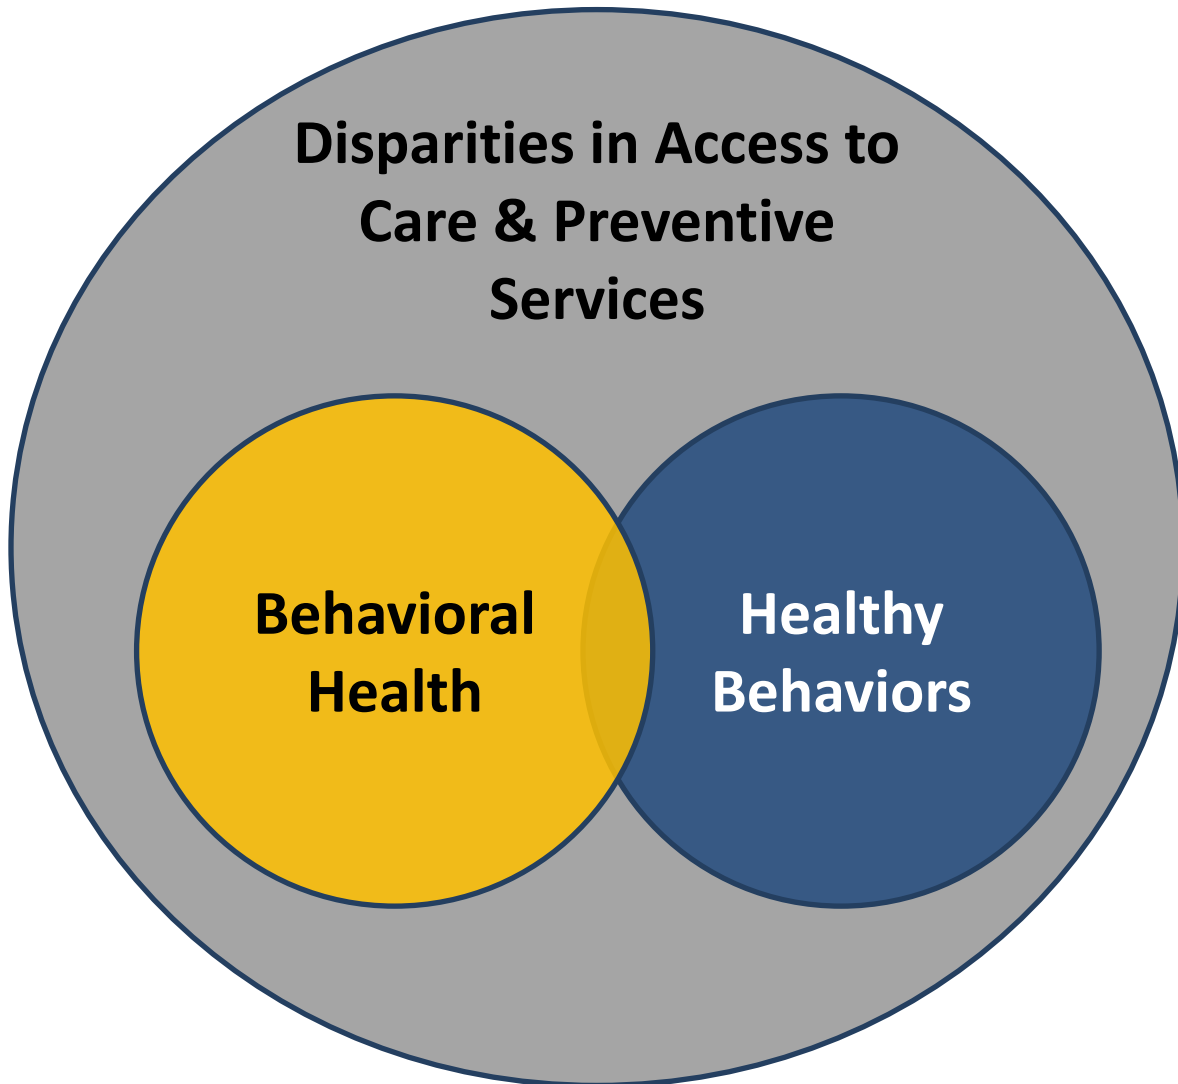 Disparities in Access to
Care & Preventive
Services
Behavioral
Health
Healthy
Behaviors